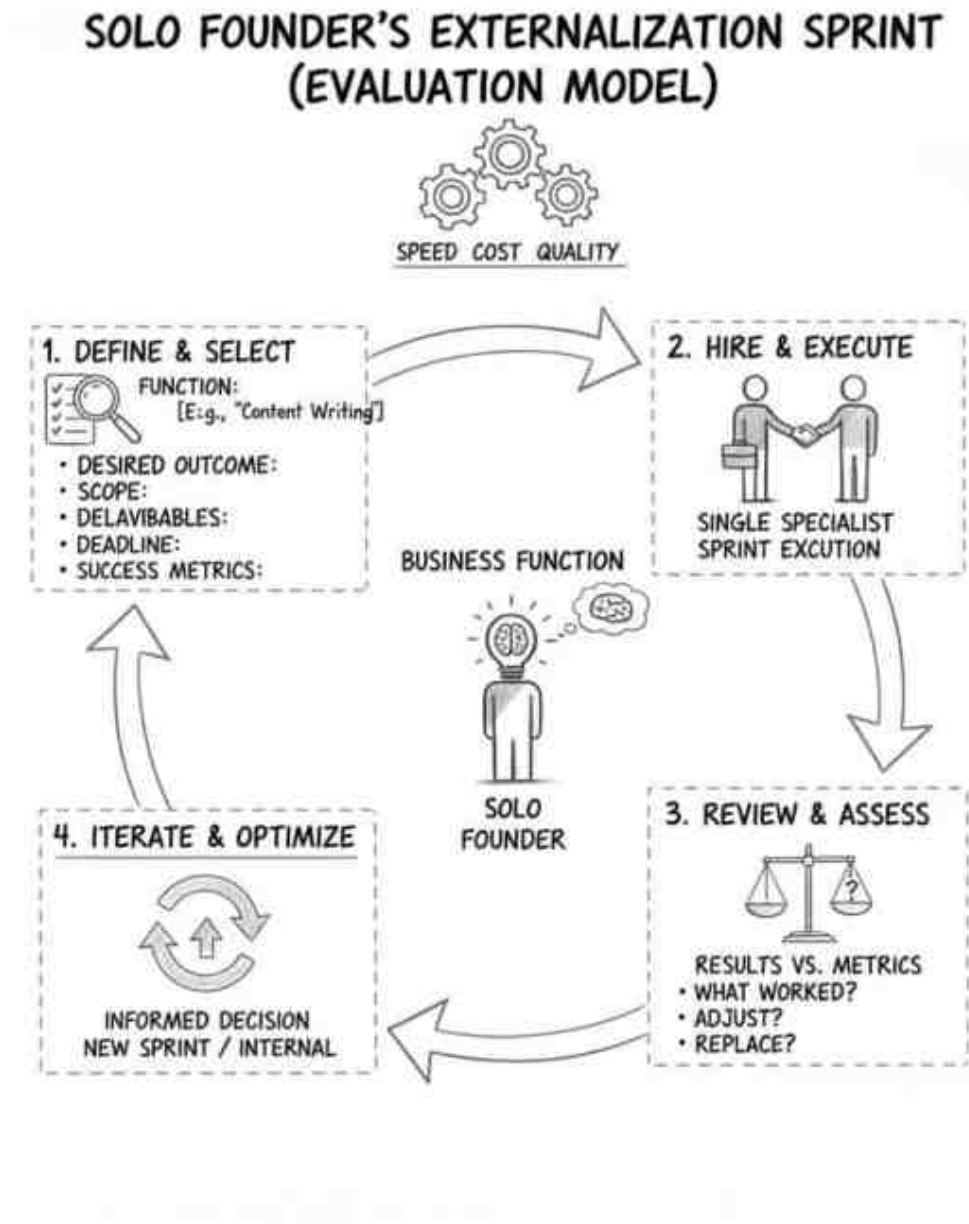 SOLO FOUNDER'S EXTERNALIZATION SPRINT
(EVALUATION MODEL)
SPEED COST QUALITY
1. DEFINE & SELECT
FUNCTION:
[E:g., "Content Writing"]
• DESIRED OUTCOME:
• SCOPE:
• DELAVIBABLES:
• DEADLINE:
• SUCCESS METRICS:
2. HIRE & EXECUTE
SINGLE SPECIALIST
SPRINT EXCUTION
BUSINESS FUNCTION
SOLO
FOUNDER
3. REVIEW & ASSESS
?
RESULTS VS. METRICS
• WHAT WORKED?
• ADJUST?
• REPLACE?
4. ITERATE & OPTIMIZE
INFORMED DECISION
NEW SPRINT / INTERNAL